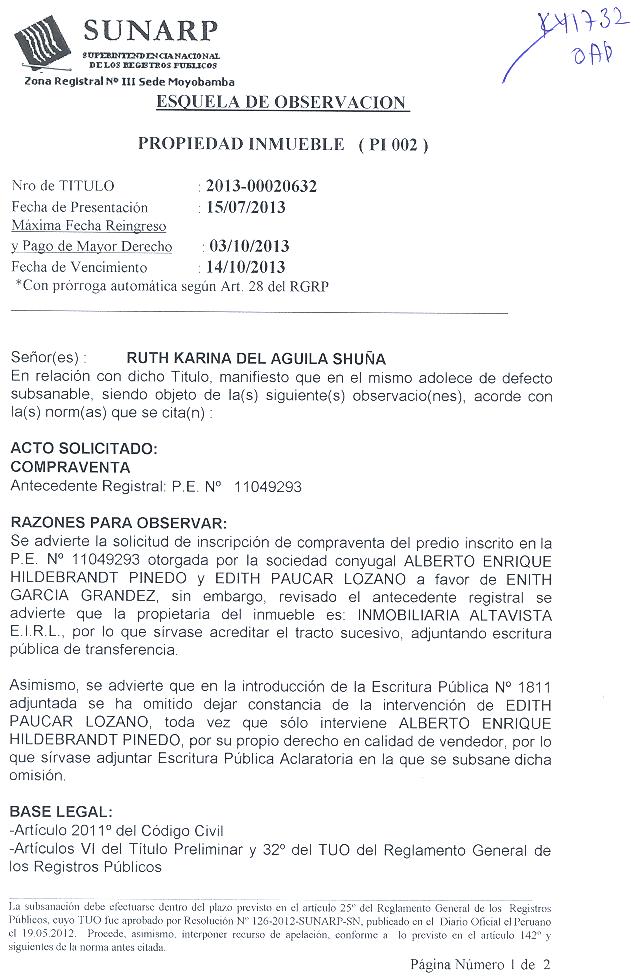 SUNARP
SUPERINTENDENCIA NACIONAL
DE LOS REGISTROS PUBLICOS
Zona Registral Nº III Sede Moyobamba
41732
OAP
ESQUELA DE OBSERVACION
PROPIEDAD INMUEBLE ( PI 002 )
Nro de TITULO : 2013-00020632
Fecha de Presentación : 15/07/2013
Máxima Fecha Reingreso
y Pago de Mayor Derecho : 03/10/2013
Fecha de Vencimiento : 14/10/2013
*Con prórroga automática según Art. 28 del RGRP
Señor(es) : RUTH KARINA DEL AGUILA SHUÑA
En relación con dicho Titulo, manifiesto que en el mismo adolece de defecto
subsanable, siendo objeto de la(s) siguiente(s) observacio(nes), acorde con
la(s) norm(as) que se cita(n) :
ACTO SOLICITADO:
COMPRAVENTA
Antecedente Registral: P.E. Nº 11049293
RAZONES PARA OBSERVAR:
Se advierte la solicitud de inscripción de compraventa del predio inscrito en la
P.E. Nº 11049293 otorgada por la sociedad conyugal ALBERTO ENRIQUE
HILDEBRANDT PINEDO y EDITH PAUCAR LOZANO a favor de ENITH
GARCIA GRANDEZ, sin embargo, revisado el antecedente registral se
advierte que la propietaria del inmueble es: INMOBILIARIA ALTAVISTA
E.I.R.L., por lo que sírvase acreditar el tracto sucesivo, adjuntando escritura
pública de transferencia.
Asimismo, se advierte que en la introducción de la Escritura Pública Nº 1811
adjuntada se ha omitido dejar constancia de la intervención de EDITH
PAUCAR LOZANO, toda vez que sólo interviene ALBERTO ENRIQUE
HILDEBRANDT PINEDO, por su propio derecho en calidad de vendedor, por lo
que sírvase adjuntar Escritura Pública Aclaratoria en la que se subsane dicha
omisión.
BASE LEGAL:
-Artículo 2011º del Código Civil
-Artículos VI del Título Preliminar y 32º del TUO del Reglamento General de
los Registros Públicos
La subsanación debe efectuarse dentro del plazo previsto en el artículo 25º del Reglamento General de los Registros
Públicos, cuyo TUO fue aprobado por Resolución Nº 126-2012-SUNARP-SN, publicado en el Diario Oficial el Peruano
el 19.05.2012. Procede, asimismo, interponer recurso de apelación, conforme a lo previsto en el artículo 142º y
siguientes de la norma antes citada.
Página Número 1 de 2